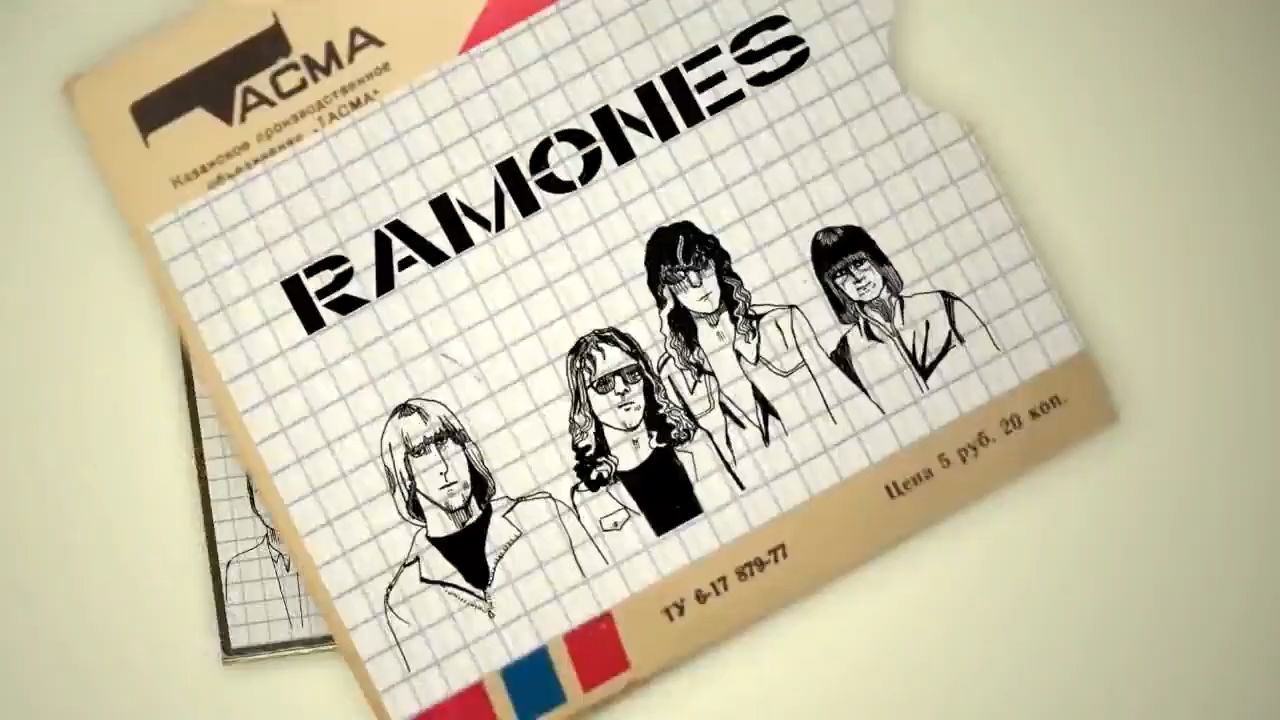 ТАСМА
Казанское производственное
объединение „ТАСМА"
RAMONES
Цена 5 руб. 20 коп.
ТУ 6-17 879-77